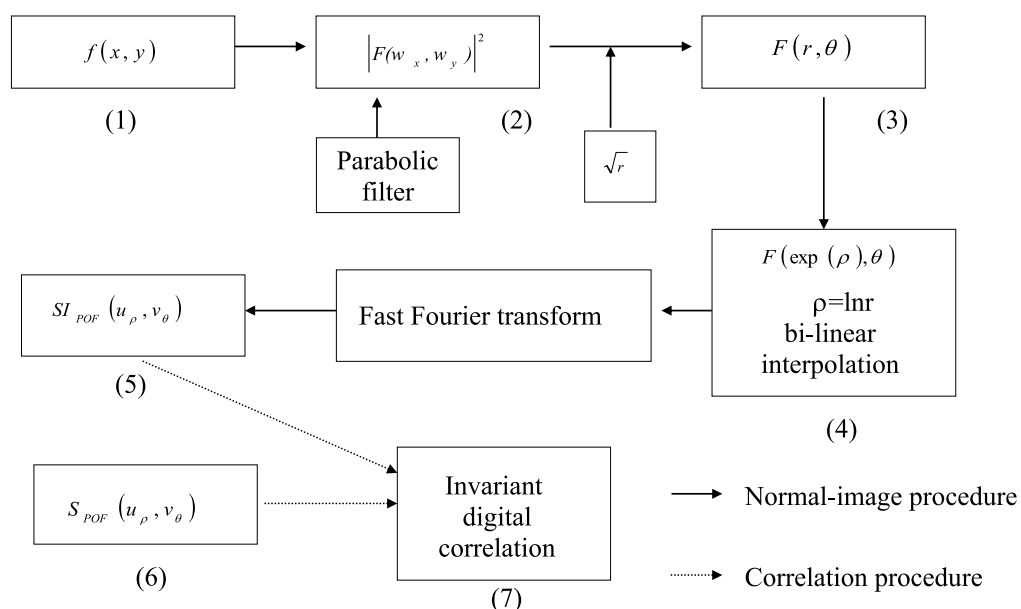 f(x, y)
|F(w_x, w_y)|^2
F(r, θ)
(1)
(2)
(3)
Parabolic
filter
√r
F(exp(ρ), θ)
ρ=lnr
bi-linear
interpolation
(4)
Fast Fourier transform
SI_POF(u_ρ, v_θ)
(5)
S_POF(u_ρ, v_θ)
(6)
Invariant
digital
correlation
(7)
Normal-image procedure
Correlation procedure